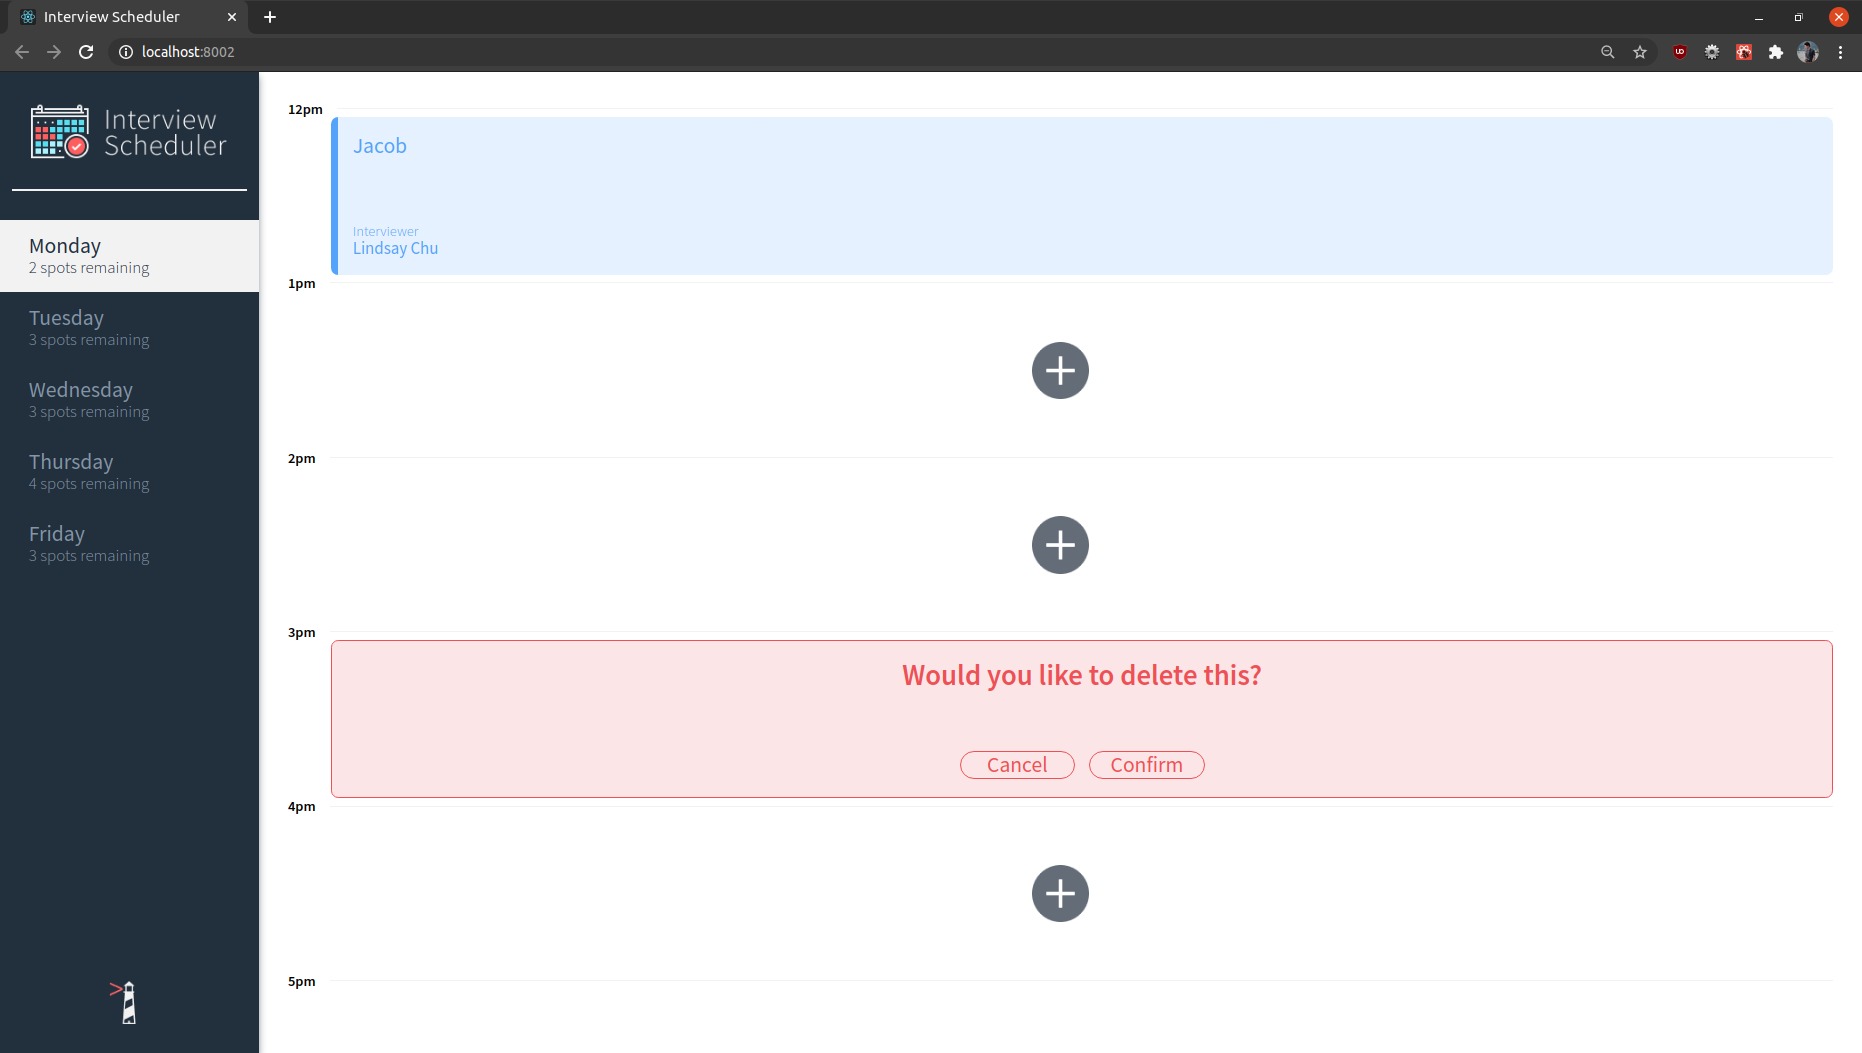 Interview Scheduler
localhost:8002
Interview
Scheduler
Monday
2 spots remaining
Tuesday
3 spots remaining
Wednesday
3 spots remaining
Thursday
4 spots remaining
Friday
3 spots remaining
12pm
Jacob
Interviewer
Lindsay Chu
1pm
2pm
3pm
Would you like to delete this?
Cancel Confirm
4pm
5pm